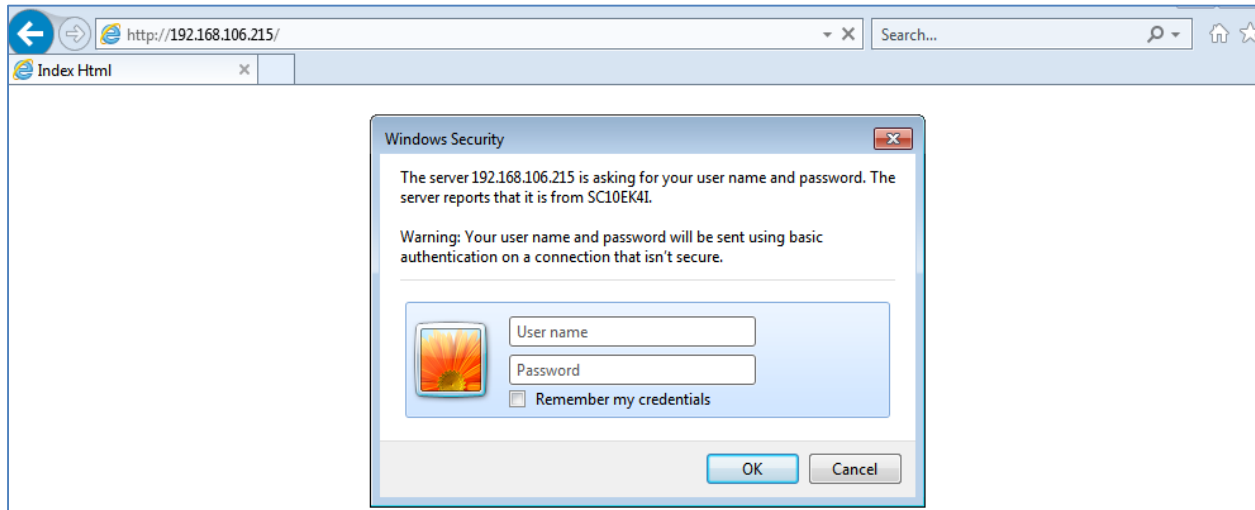 http://192.168.106.215/
Search...
Index Html
Windows Security
The server 192.168.106.215 is asking for your user name and password. The
server reports that it is from SC10EK4I.
Warning: Your user name and password will be sent using basic
authentication on a connection that isn't secure.
User name
Password
Remember my credentials
OK
Cancel